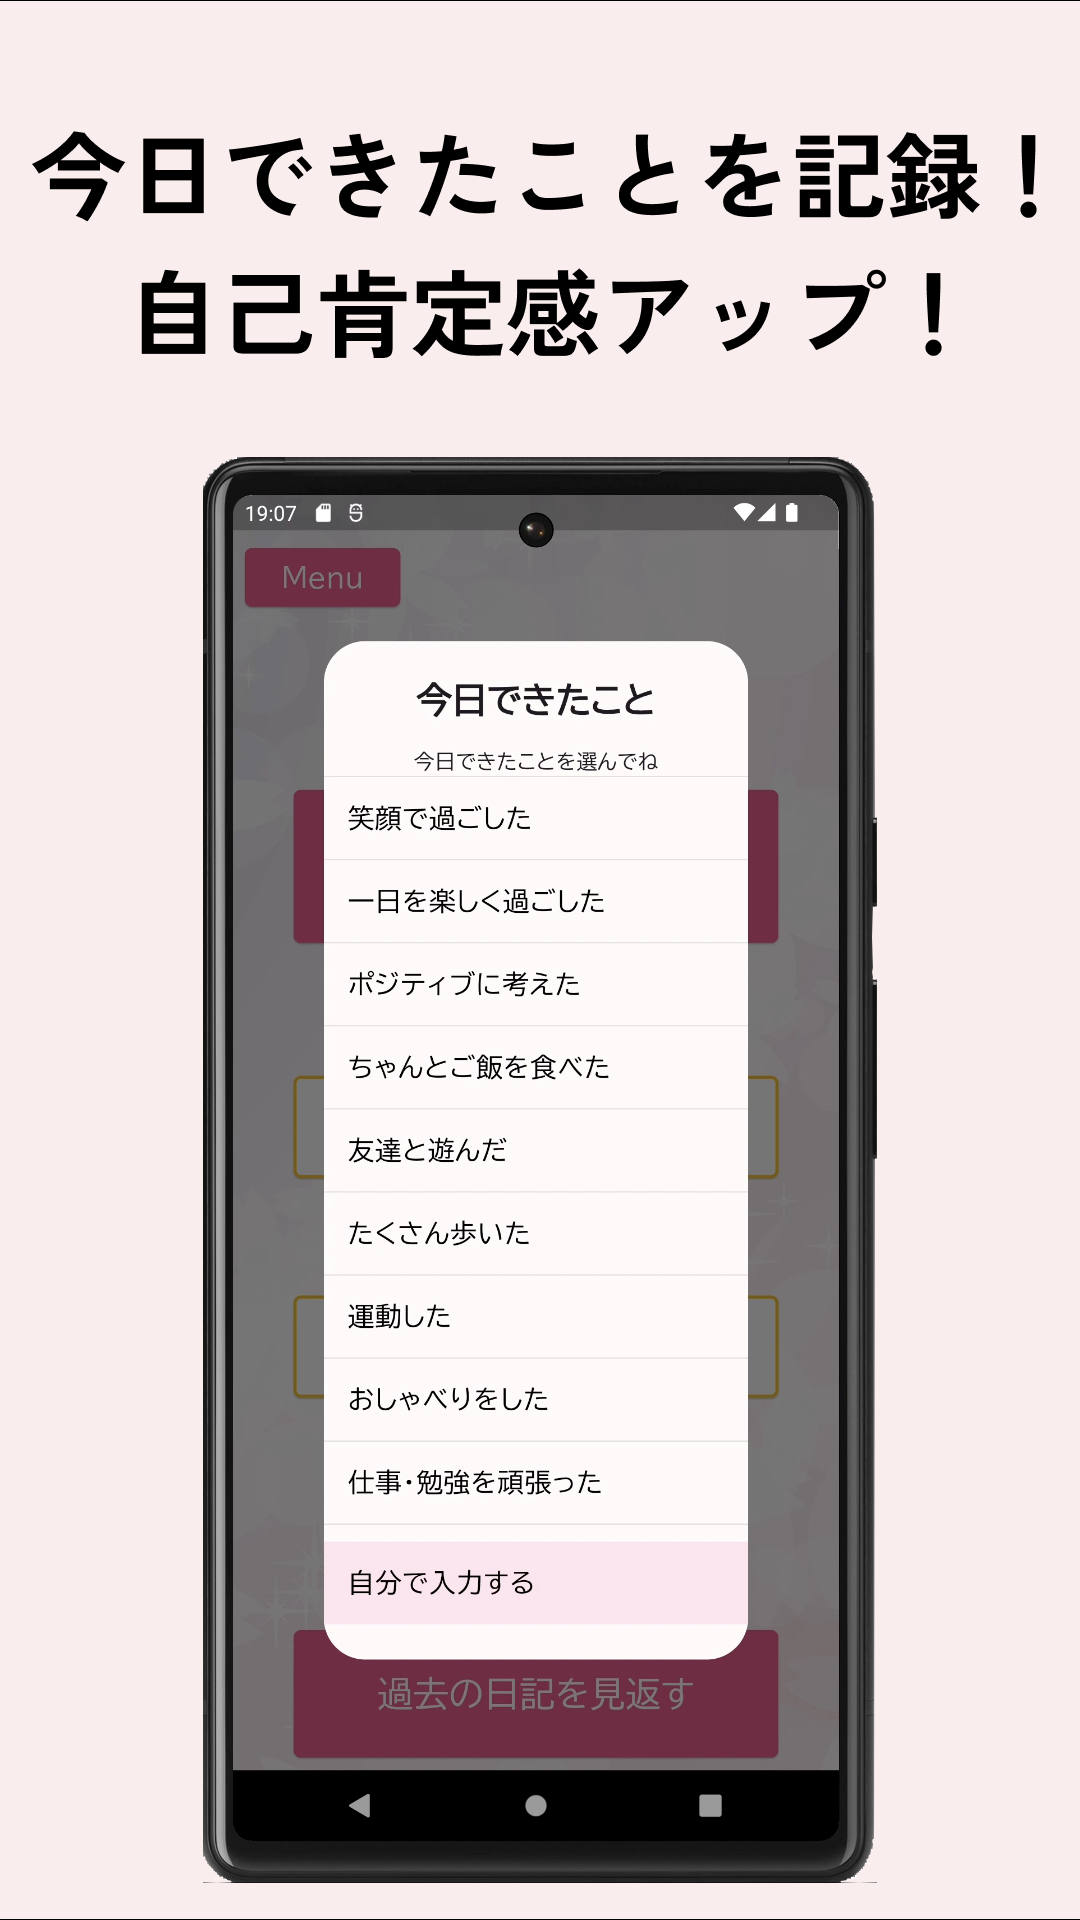 今日できたことを記録！
自己肯定感アップ！
19:07
Menu
今日できたこと
今日できたことを選んでね
笑顔で過ごした
一日を楽しく過ごした
ポジティブに考えた
ちゃんとご飯を食べた
友達と遊んだ
たくさん歩いた
運動した
おしゃべりをした
仕事・勉強を頑張った
自分で入力する
過去の日記を見返す